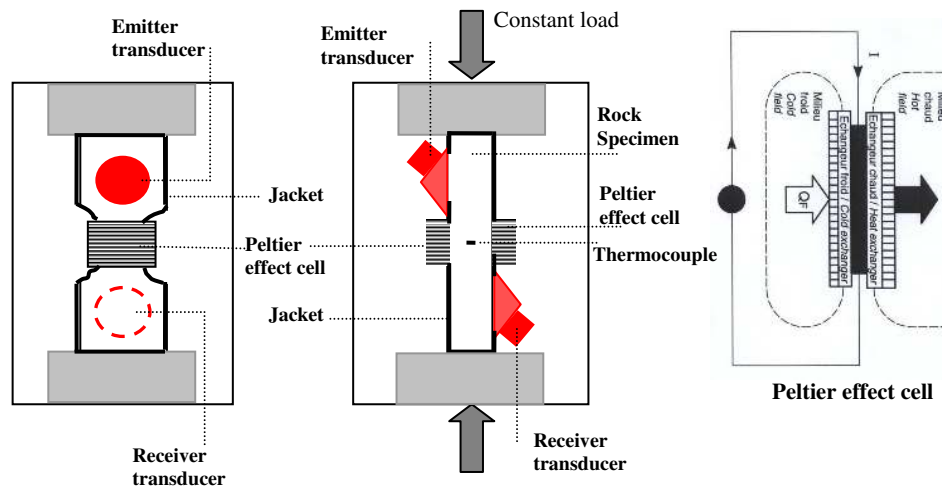 Emitter
transducer
Jacket
Peltier
effect cell
Jacket
Receiver
transducer
Constant load
Emitter
transducer
Rock
Specimen
Peltier
effect cell
Thermocouple
Receiver
transducer
I
Milieu
froid
Cold
field
chaud
Hot
field
QF
Echangeur froid / Cold exchanger
Echangeur chaud / Heat exchanger
Peltier effect cell